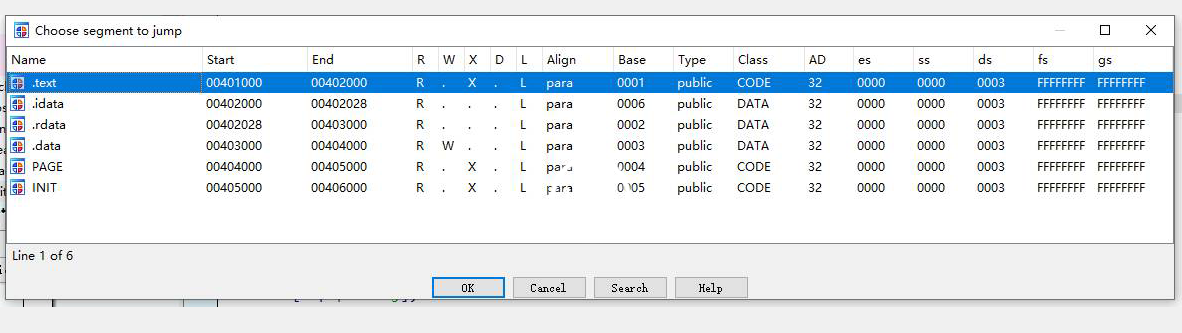 Choose segment to jump
Name Start End R W X D L Align Base Type Class AD es ss ds fs gs
.text 00401000 00402000 R . X . L para 0001 public CODE 32 0000 0000 0003 FFFFFFFF FFFFFFFF
.idata 00402000 00402028 R . . . L para 0006 public DATA 32 0000 0000 0003 FFFFFFFF FFFFFFFF
.rdata 00402028 00403000 R . . . L para 0002 public DATA 32 0000 0000 0003 FFFFFFFF FFFFFFFF
.data 00403000 00404000 R W . . L para 0003 public DATA 32 0000 0000 0003 FFFFFFFF FFFFFFFF
PAGE 00404000 00405000 R . X . L para 0004 public CODE 32 0000 0000 0003 FFFFFFFF FFFFFFFF
INIT 00405000 00406000 R . X . L para 0005 public CODE 32 0000 0000 0003 FFFFFFFF FFFFFFFF
Line 1 of 6
OK Cancel Search Help